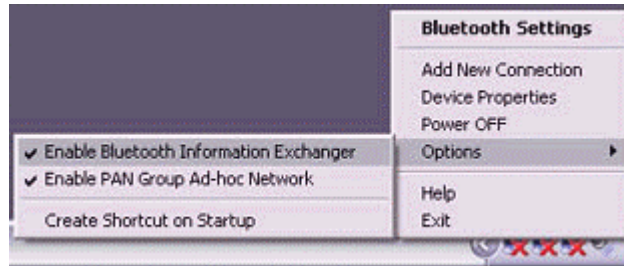 Bluetooth Settings
Add New Connection
Device Properties
Power OFF
Options
Help
Exit
Enable Bluetooth Information Exchanger
Enable PAN Group Ad-hoc Network
Create Shortcut on Startup